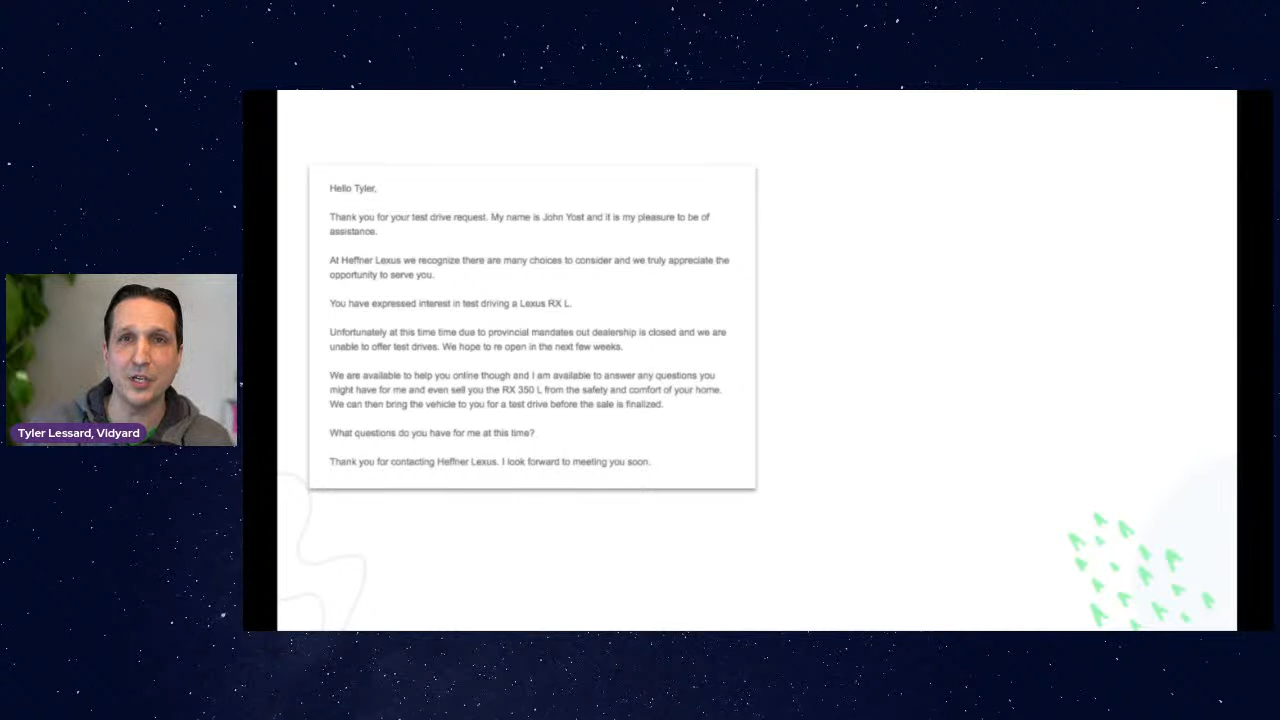 Hello Tyler,
Thank you for your test drive request. My name is John Yost and it is my pleasure to be of
assistance.
At Heffner Lexus we recognize there are many choices to consider and we truly appreciate the
opportunity to serve you.
You have expressed interest in test driving a Lexus RX L.
Unfortunately at this time time due to provincial mandates out dealership is closed and we are
unable to offer test drives. We hope to re open in the next few weeks.
We are available to help you online though and I am available to answer any questions you
might have for me and even sell you the RX 350 L from the safety and comfort of your home.
We can then bring the vehicle to you for a test drive before the sale is finalized.
What questions do you have for me at this time?
Thank you for contacting Heffner Lexus. I look forward to meeting you soon.
Tyler Lessard, Vidyard